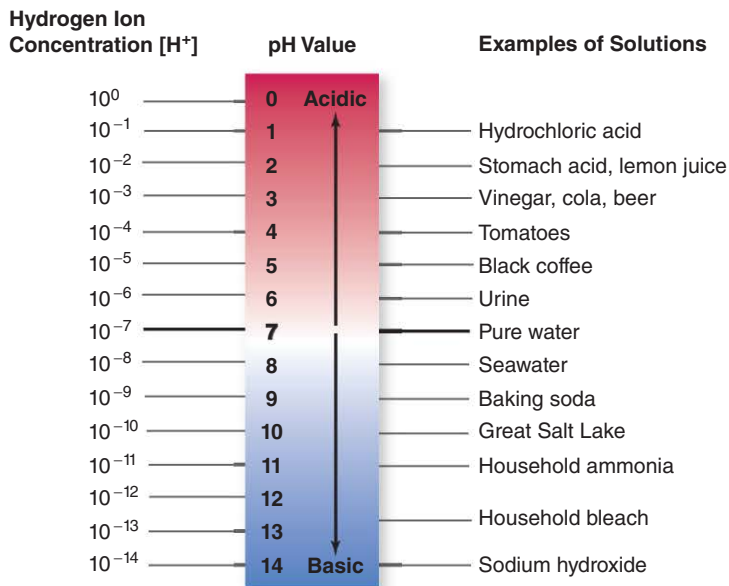 Hydrogen Ion
Concentration [H⁺] pH Value Examples of Solutions
10⁰ 0 Acidic
10⁻¹ 1 Hydrochloric acid
10⁻² 2 Stomach acid, lemon juice
10⁻³ 3 Vinegar, cola, beer
10⁻⁴ 4 Tomatoes
10⁻⁵ 5 Black coffee
10⁻⁶ 6 Urine
10⁻⁷ 7 Pure water
10⁻⁸ 8 Seawater
10⁻⁹ 9 Baking soda
10⁻¹⁰ 10 Great Salt Lake
10⁻¹¹ 11 Household ammonia
10⁻¹² 12
Household bleach
10⁻¹³ 13
10⁻¹⁴ 14 Basic Sodium hydroxide